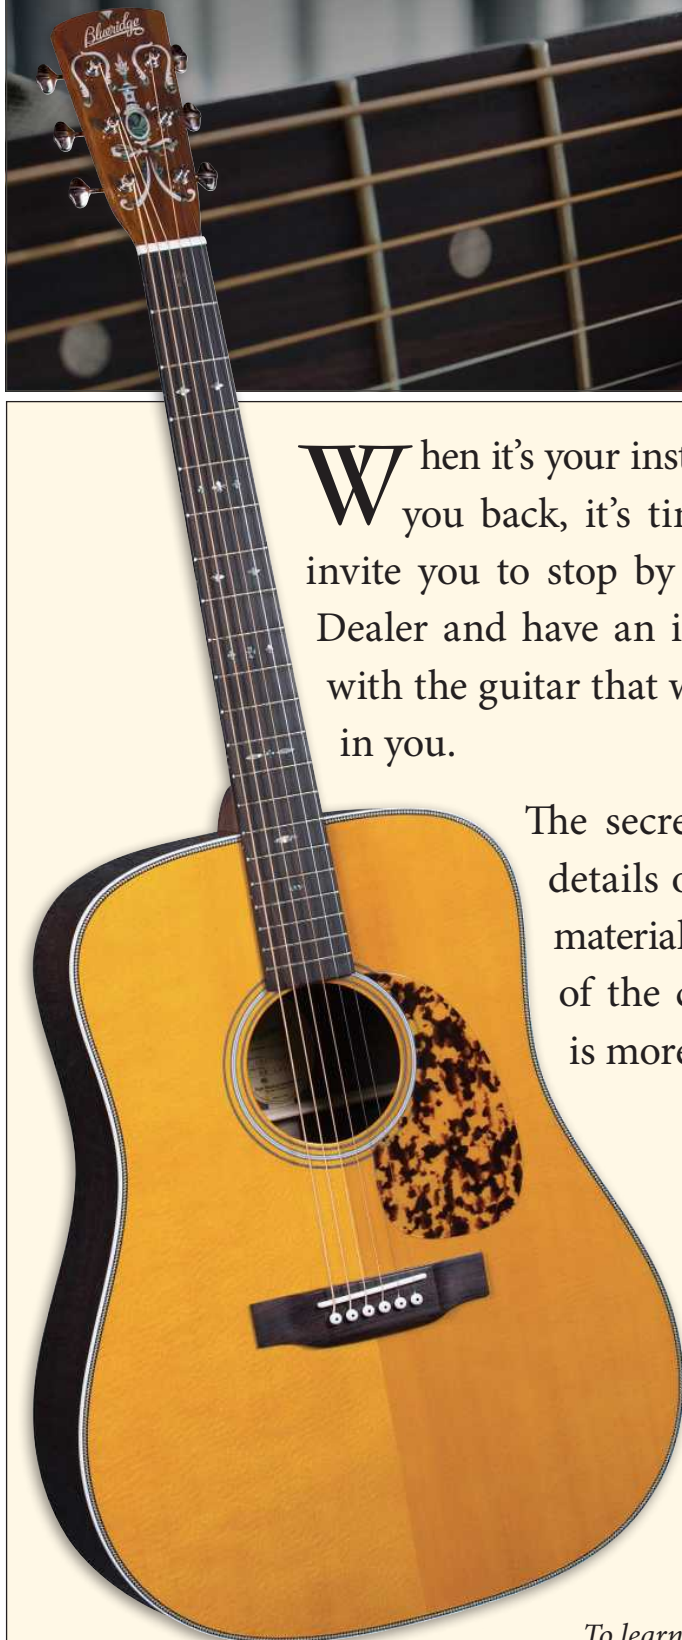 Blueridge
When it’s your inst
you back, it’s tim
invite you to stop by
Dealer and have an i
with the guitar that w
in you.
The secre
details o
material
of the c
is more
To learn